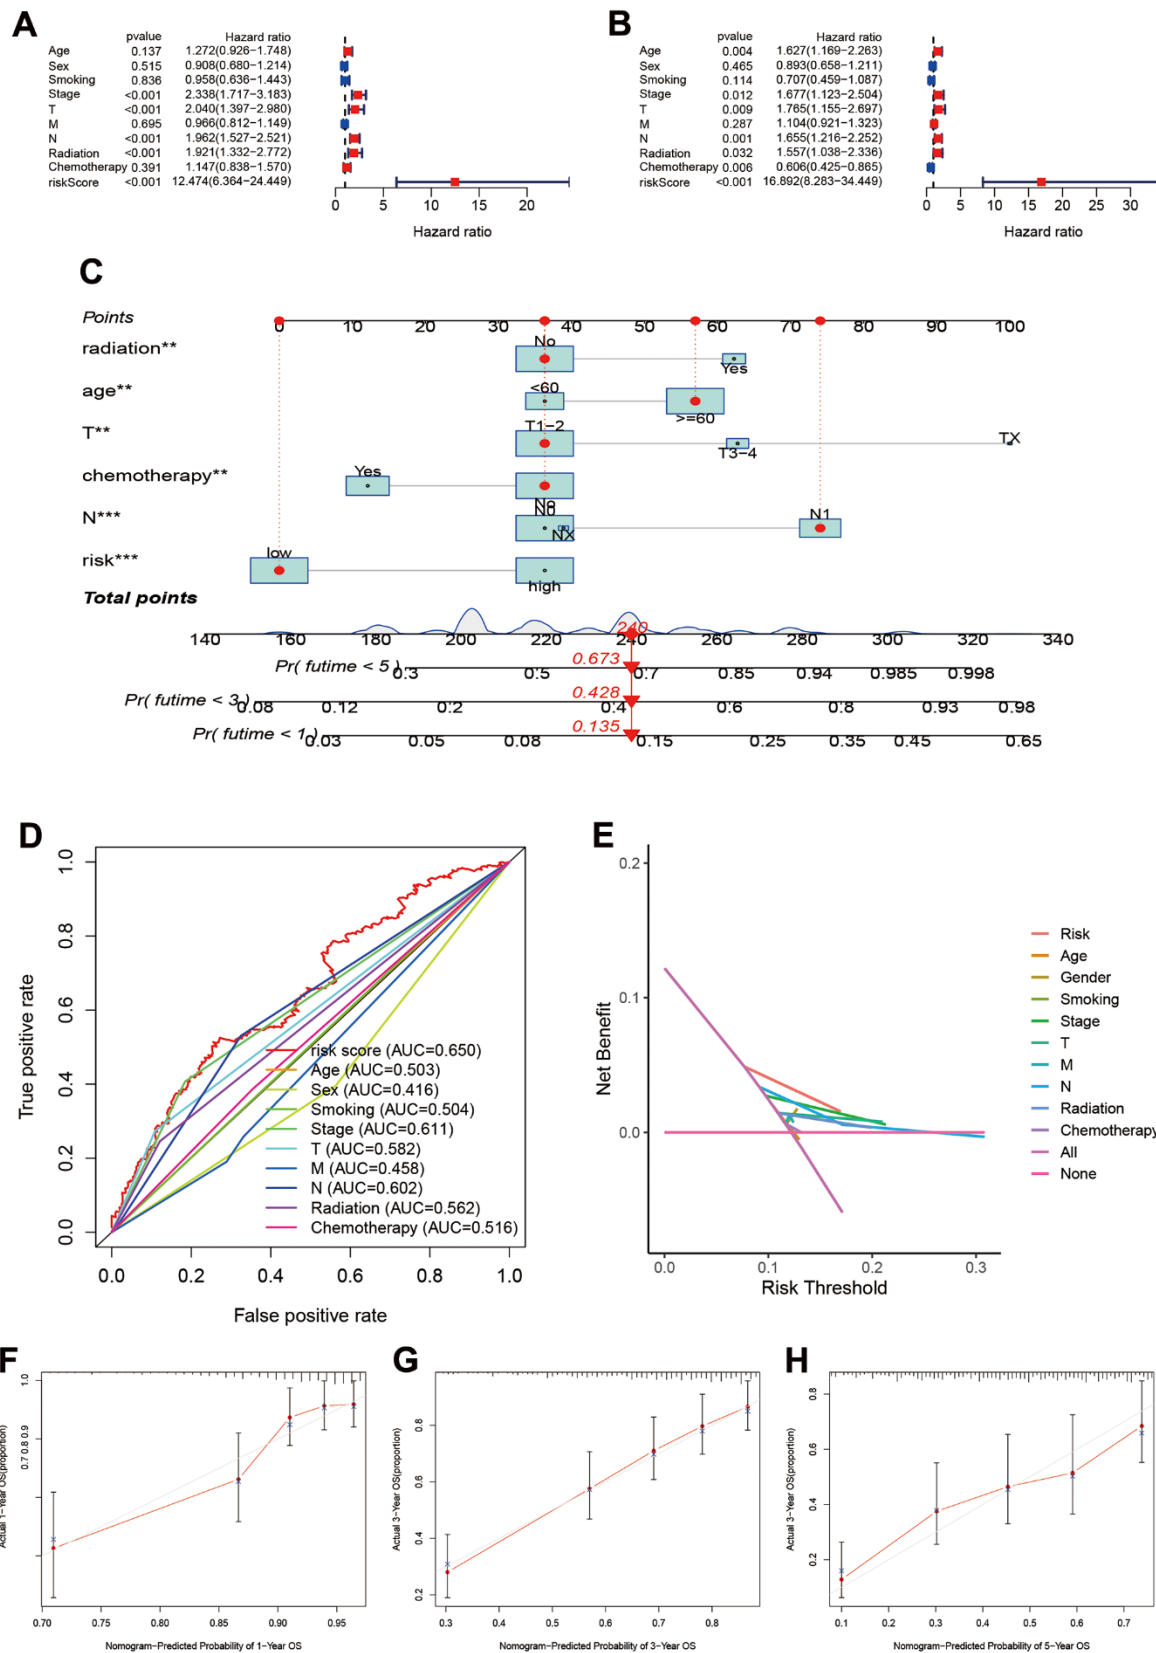 A
pvalue Hazard ratio
Age 0.137 1.272(0.926−1.748)
Sex 0.515 0.908(0.680−1.214)
Smoking 0.836 0.958(0.636−1.443)
Stage <0.001 2.338(1.717−3.183)
T <0.001 2.040(1.397−2.980)
M 0.695 0.966(0.812−1.149)
N <0.001 1.962(1.527−2.521)
Radiation <0.001 1.921(1.332−2.772)
Chemotherapy 0.391 1.147(0.838−1.570)
riskScore <0.001 12.474(6.364−24.449)
0 5 10 15 20
Hazard ratio
B
pvalue Hazard ratio
Age 0.004 1.627(1.169−2.263)
Sex 0.465 0.893(0.658−1.211)
Smoking 0.114 0.707(0.459−1.087)
Stage 0.012 1.677(1.123−2.504)
T 0.009 1.765(1.155−2.697)
M 0.287 1.104(0.921−1.323)
N 0.001 1.655(1.216−2.252)
Radiation 0.032 1.557(1.038−2.336)
Chemotherapy 0.006 0.606(0.425−0.865)
riskScore <0.001 16.892(8.283−34.449)
0 5 10 15 20 25 30
Hazard ratio
C
Points 0 10 20 30 40 50 60 70 80 90 100
radiation** No Yes
age** <60 >=60
T** T1−2 T3−4 TX
chemotherapy** Yes No
N*** N0 NX N1
risk*** low high
Total points
140 160 180 200 220 240 260 280 300 320 340
240
Pr( futime < 5 ) 0.3 0.5 0.673 0.7 0.85 0.94 0.985 0.998
Pr( futime < 3 ) 0.08 0.12 0.2 0.4 0.428 0.6 0.8 0.93 0.98
Pr( futime < 1 ) 0.03 0.05 0.08 0.135 0.15 0.25 0.35 0.45 0.65
D
True positive rate
0.0 0.2 0.4 0.6 0.8 1.0
risk score (AUC=0.650)
Age (AUC=0.503)
Sex (AUC=0.416)
Smoking (AUC=0.504)
Stage (AUC=0.611)
T (AUC=0.582)
M (AUC=0.458)
N (AUC=0.602)
Radiation (AUC=0.562)
Chemotherapy (AUC=0.516)
0.0 0.2 0.4 0.6 0.8 1.0
False positive rate
E
Net Benefit
0.2
0.1
0.0
0.0 0.1 0.2 0.3
Risk Threshold
Risk
Age
Gender
Smoking
Stage
T
M
N
Radiation
Chemotherapy
All
None
F
Actual 1−Year OS(proportion)
0.7 0.8 0.9 1.0
0.70 0.75 0.80 0.85 0.90 0.95
Nomogram−Predicted Probability of 1−Year OS
G
Actual 3−Year OS(proportion)
0.2 0.4 0.6 0.8
0.3 0.4 0.5 0.6 0.7 0.8
Nomogram−Predicted Probability of 3−Year OS
H
Actual 3−Year OS(proportion)
0.2 0.4 0.6 0.8
0.1 0.2 0.3 0.4 0.5 0.6 0.7
Nomogram−Predicted Probability of 5−Year OS